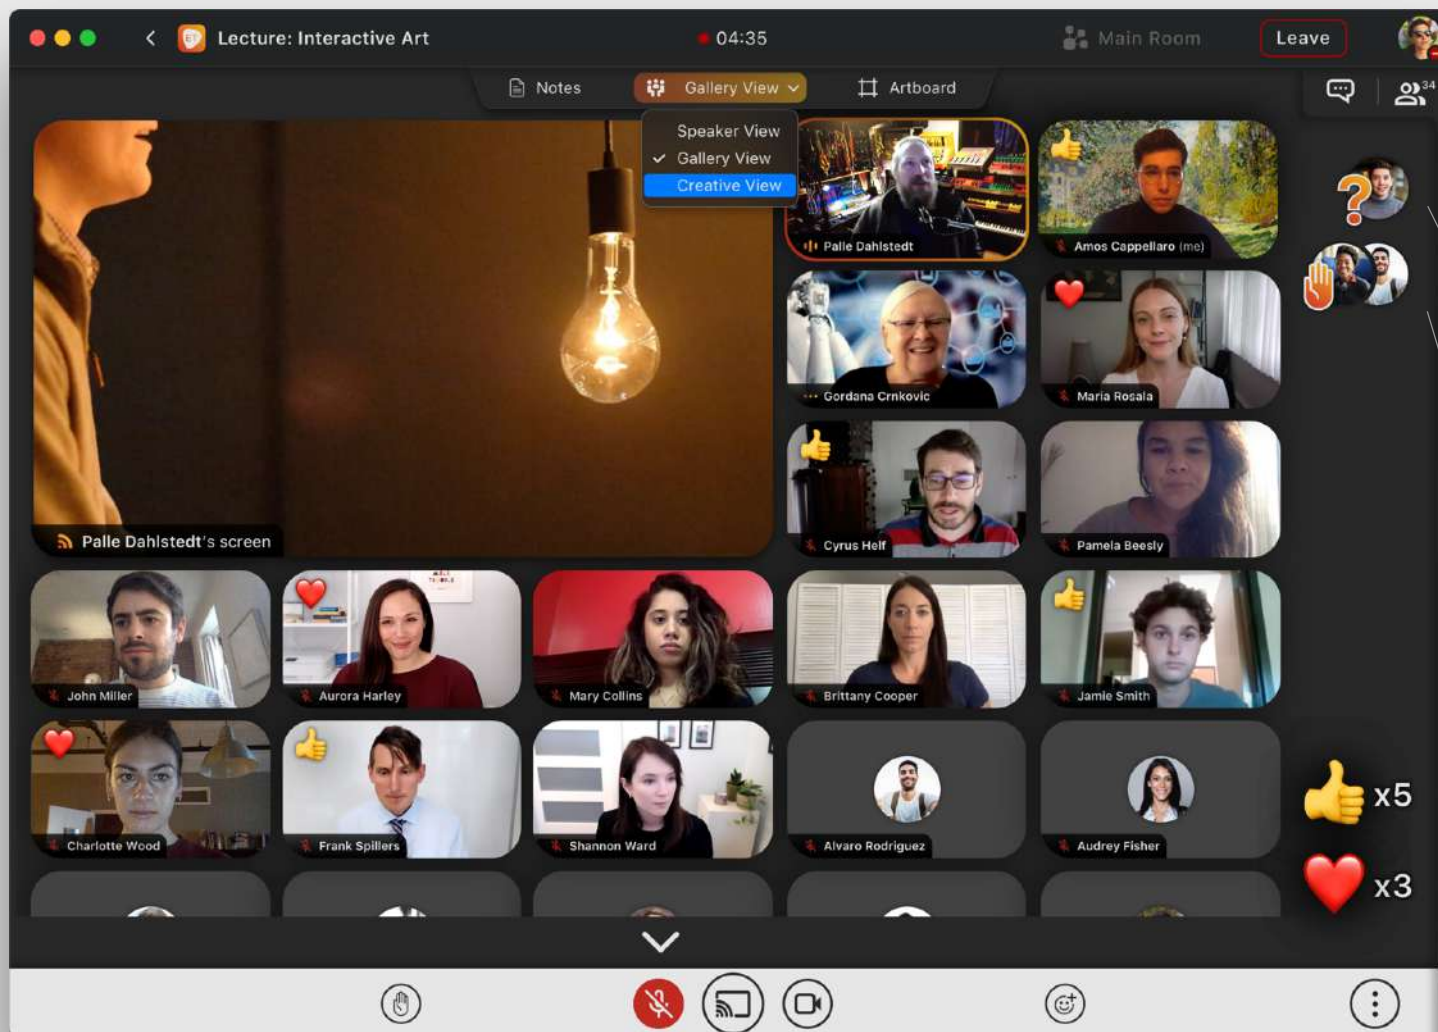 ET
Lecture: Interactive Art
04:35
Main Room
Leave
Notes
Gallery View
Artboard
34
Speaker View
Gallery View
Creative View
Palle Dahlstedt
Amos Cappellaro (me)
Gordana Crnkovic
Maria Rosala
Palle Dahlstedt's screen
Cyrus Helf
Pamela Beesly
John Miller
Aurora Harley
Mary Collins
Brittany Cooper
Jamie Smith
Charlotte Wood
Frank Spillers
Shannon Ward
Alvaro Rodriguez
Audrey Fisher
x5
x3